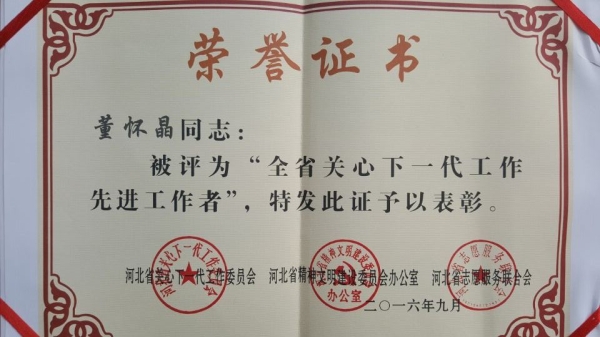 荣誉证书
董怀晶同志：
被评为“全省关心下一代工作
先进工作者”，特发此证予以表彰。
河北省关心下一代工作委员会 河北省精神文明建设委员会办公室 河北省志愿服务联合会
办公室
二〇一六年九月